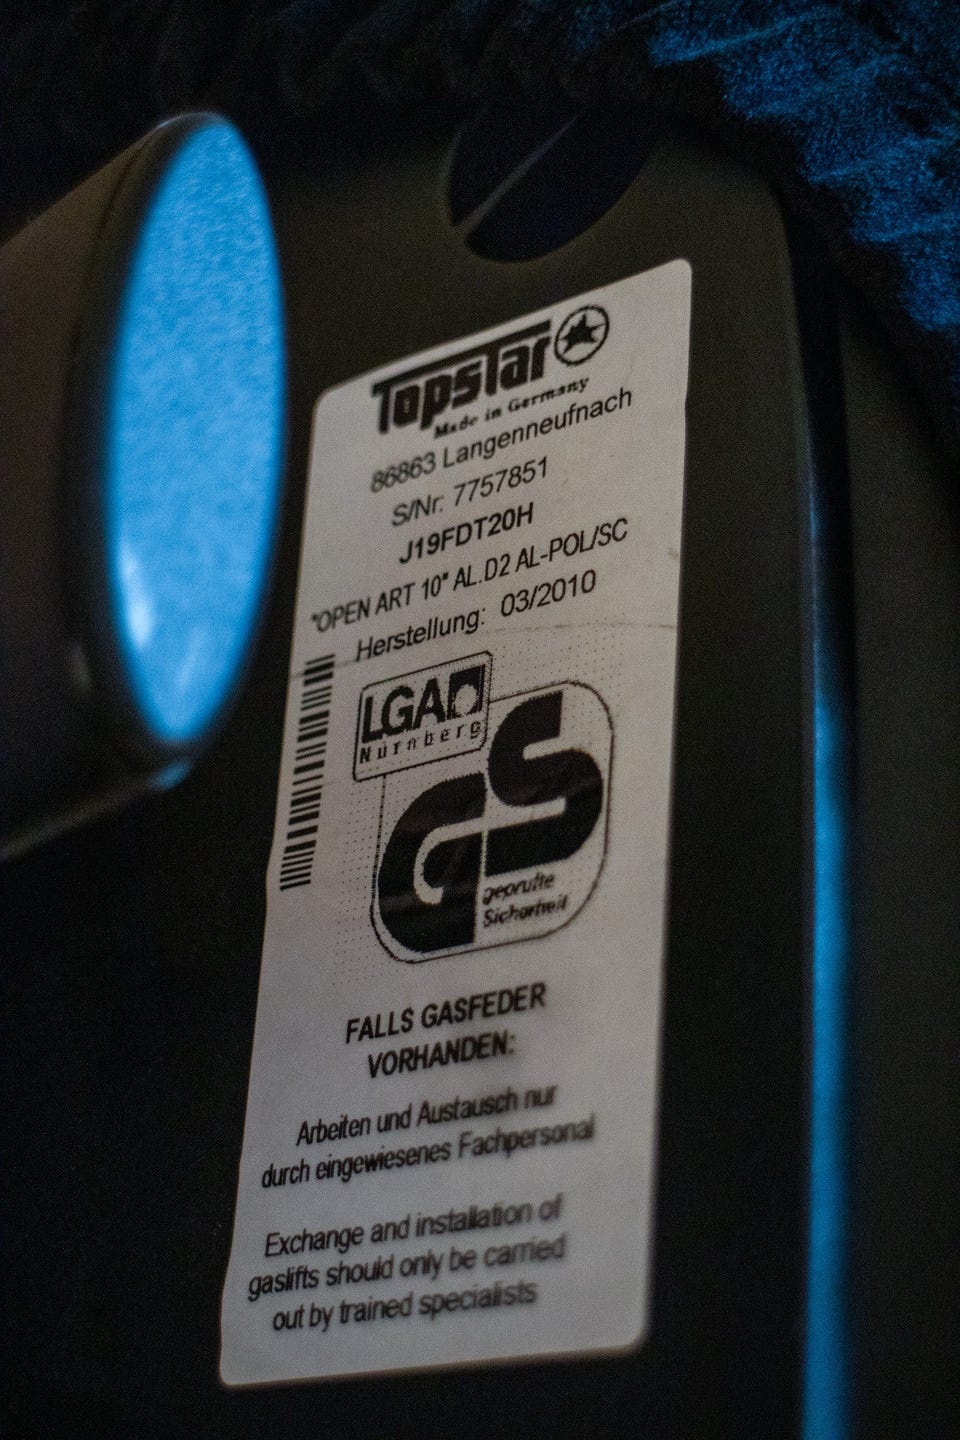 Topstar
Made in Germany
86863 Langenneufnach
S/Nr: 7757851
J19FDT20H
"OPEN ART 10" AL.D2 AL-POL/SC
Herstellung: 03/2010
LGA
Nürnberg
GS
geprüfte
Sicherheit
FALLS GASFEDER
VORHANDEN:
Arbeiten und Austausch nur
durch eingewiesenes Fachpersonal
Exchange and installation of
gaslifts should only be carried
out by trained specialists